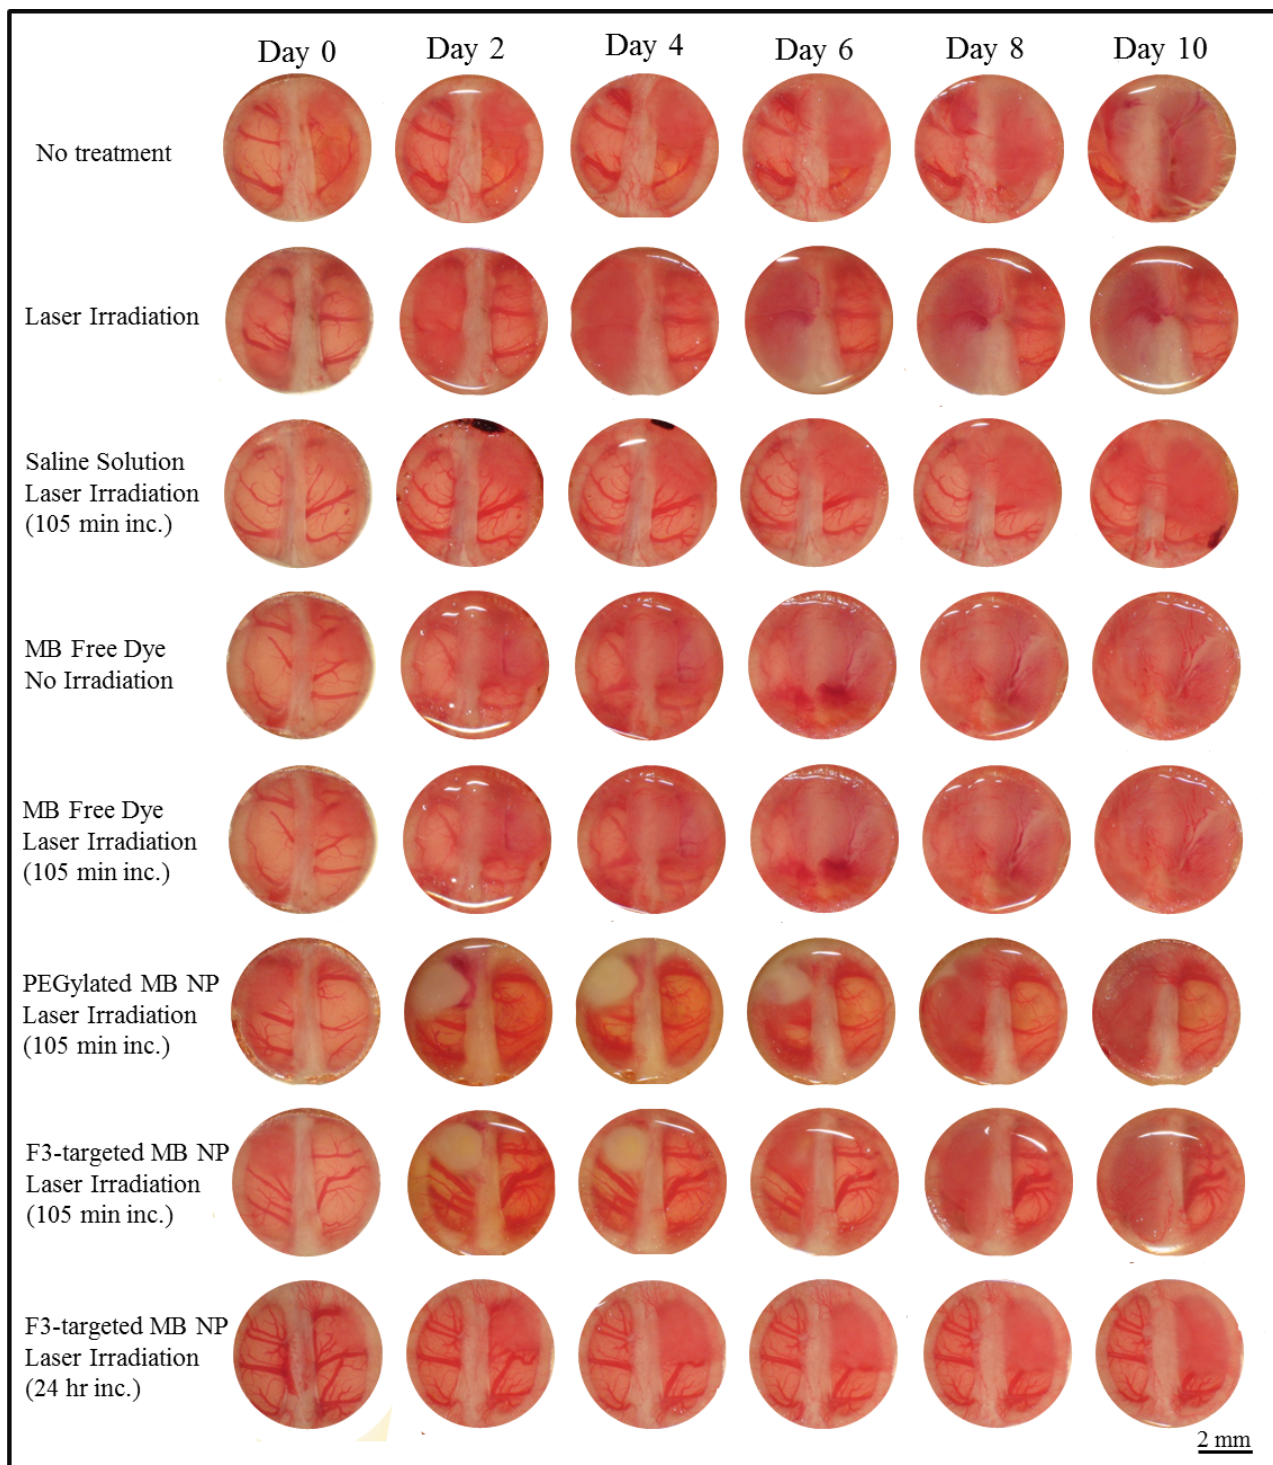 Day 0 Day 2 Day 4 Day 6 Day 8 Day 10
No treatment
Laser Irradiation
Saline Solution
Laser Irradiation
(105 min inc.)
MB Free Dye
No Irradiation
MB Free Dye
Laser Irradiation
(105 min inc.)
PEGylated MB NP
Laser Irradiation
(105 min inc.)
F3-targeted MB NP
Laser Irradiation
(105 min inc.)
F3-targeted MB NP
Laser Irradiation
(24 hr inc.)
2 mm